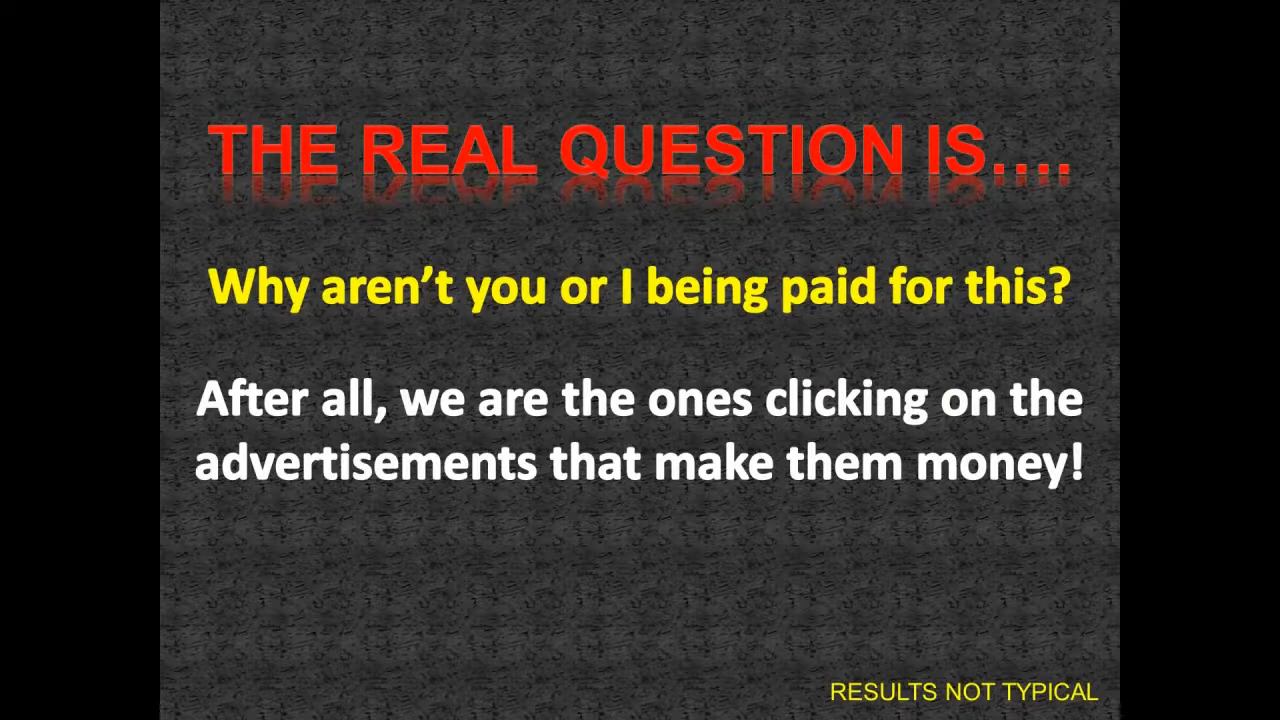 THE REAL QUESTION IS....
Why aren’t you or I being paid for this?
After all, we are the ones clicking on the
advertisements that make them money!
RESULTS NOT TYPICAL